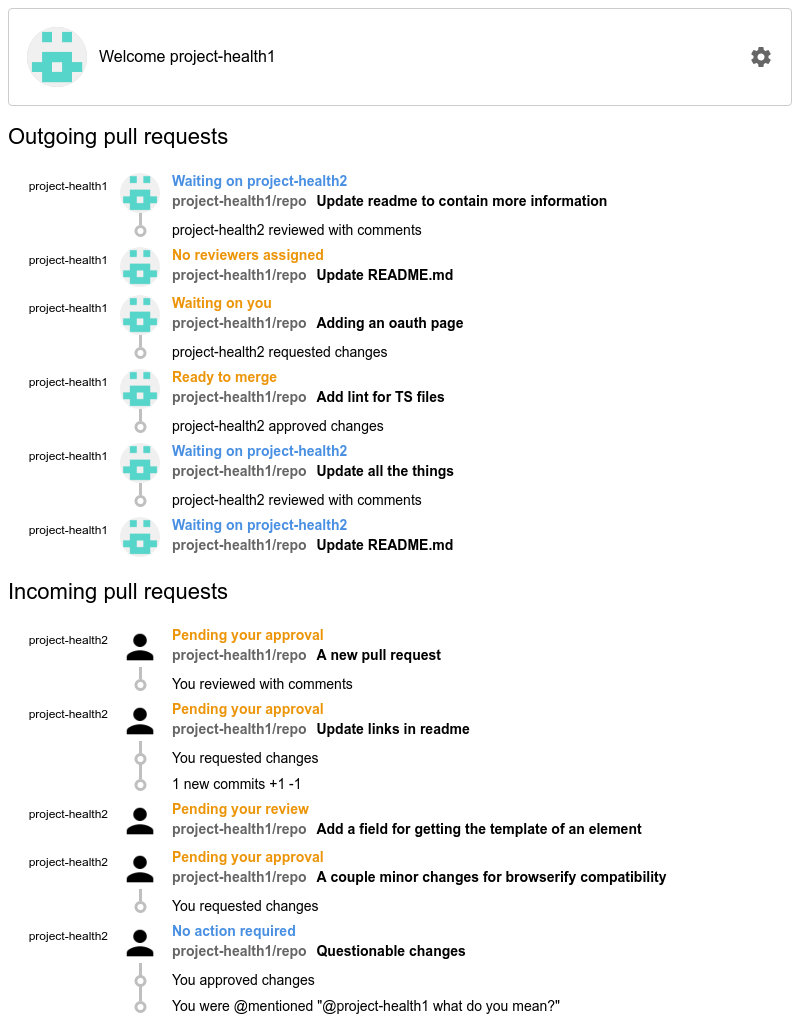 Welcome project-health1
Outgoing pull requests
project-health1
Waiting on project-health2
project-health1/repo Update readme to contain more information
project-health2 reviewed with comments
project-health1
No reviewers assigned
project-health1/repo Update README.md
project-health1
Waiting on you
project-health1/repo Adding an oauth page
project-health2 requested changes
project-health1
Ready to merge
project-health1/repo Add lint for TS files
project-health2 approved changes
project-health1
Waiting on project-health2
project-health1/repo Update all the things
project-health2 reviewed with comments
project-health1
Waiting on project-health2
project-health1/repo Update README.md
Incoming pull requests
project-health2
Pending your approval
project-health1/repo A new pull request
You reviewed with comments
project-health2
Pending your approval
project-health1/repo Update links in readme
You requested changes
1 new commits +1 -1
project-health2
Pending your review
project-health1/repo Add a field for getting the template of an element
project-health2
Pending your approval
project-health1/repo A couple minor changes for browserify compatibility
You requested changes
project-health2
No action required
project-health1/repo Questionable changes
You approved changes
You were @mentioned "@project-health1 what do you mean?"